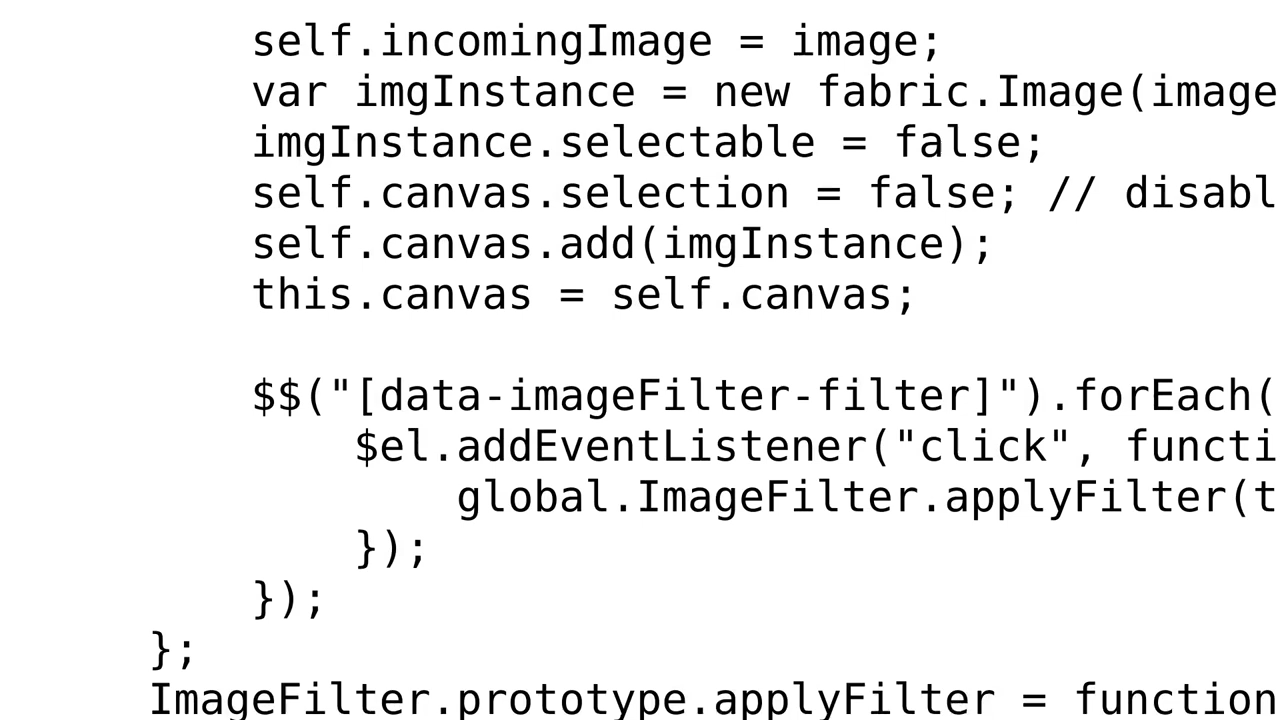 self.incomingImage = image;
var imgInstance = new fabric.Image(image
imgInstance.selectable = false;
self.canvas.selection = false; // disabl
self.canvas.add(imgInstance);
this.canvas = self.canvas;

$$("[data-imageFilter-filter]").forEach(
$el.addEventListener("click", functi
global.ImageFilter.applyFilter(t
});
});
};
ImageFilter.prototype.applyFilter = function